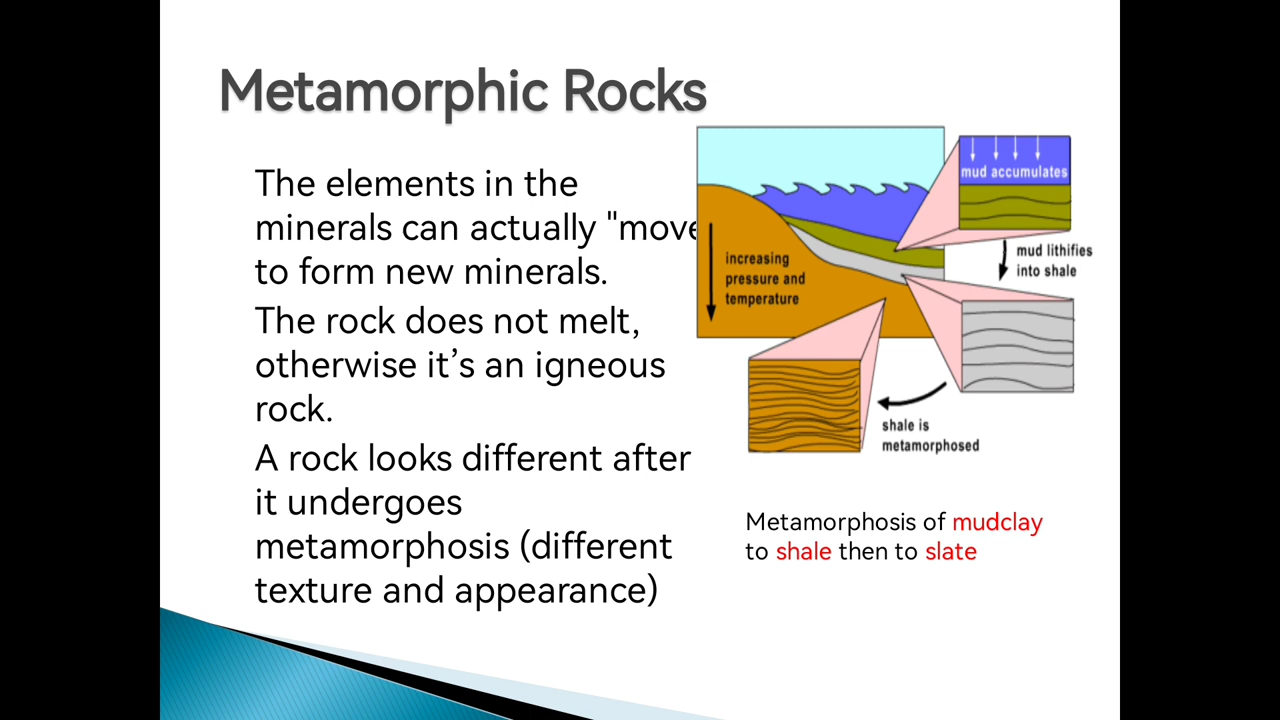 Metamorphic Rocks
The elements in the
minerals can actually "move
to form new minerals.
The rock does not melt,
otherwise it’s an igneous
rock.
A rock looks different after
it undergoes
metamorphosis (different
texture and appearance)
mud accumulates
mud lithifies
into shale
increasing
pressure and
temperature
shale is
metamorphosed
Metamorphosis of mudclay
to shale then to slate